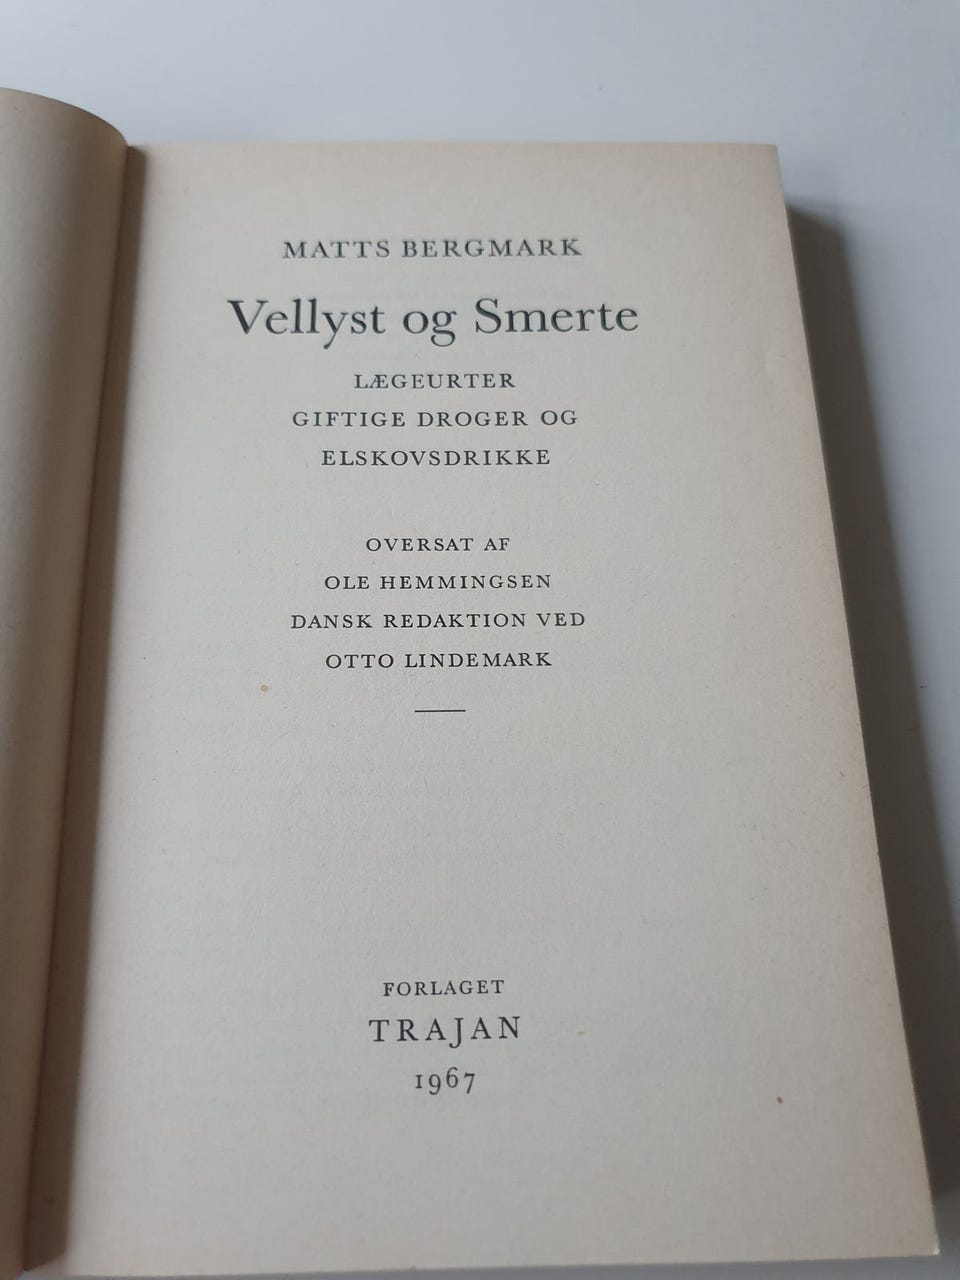 MATTS BERGMARK
Vellyst og Smerte
LÆGEURTER
GIFTIGE DROGER OG
ELSKOVSDRIKKE
OVERSAT AF
OLE HEMMINGSEN
DANSK REDAKTION VED
OTTO LINDEMARK
FORLAGET
TRAJAN
1967